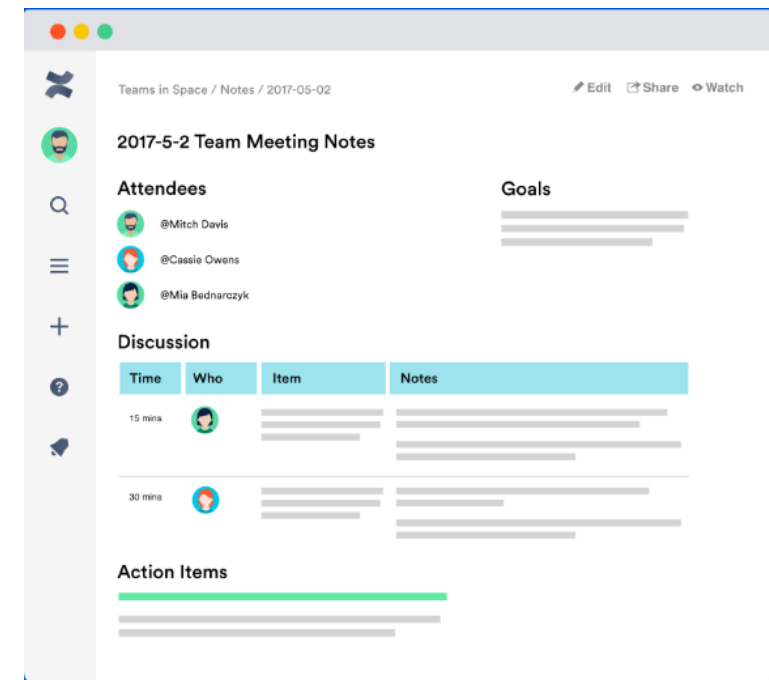 Teams in Space / Notes / 2017-05-02
Edit Share Watch
2017-5-2 Team Meeting Notes
Attendees
Goals
@Mitch Davis
@Cassie Owens
@Mia Bednarczyk
Discussion
Time Who Item Notes
15 mins
30 mins
Action Items